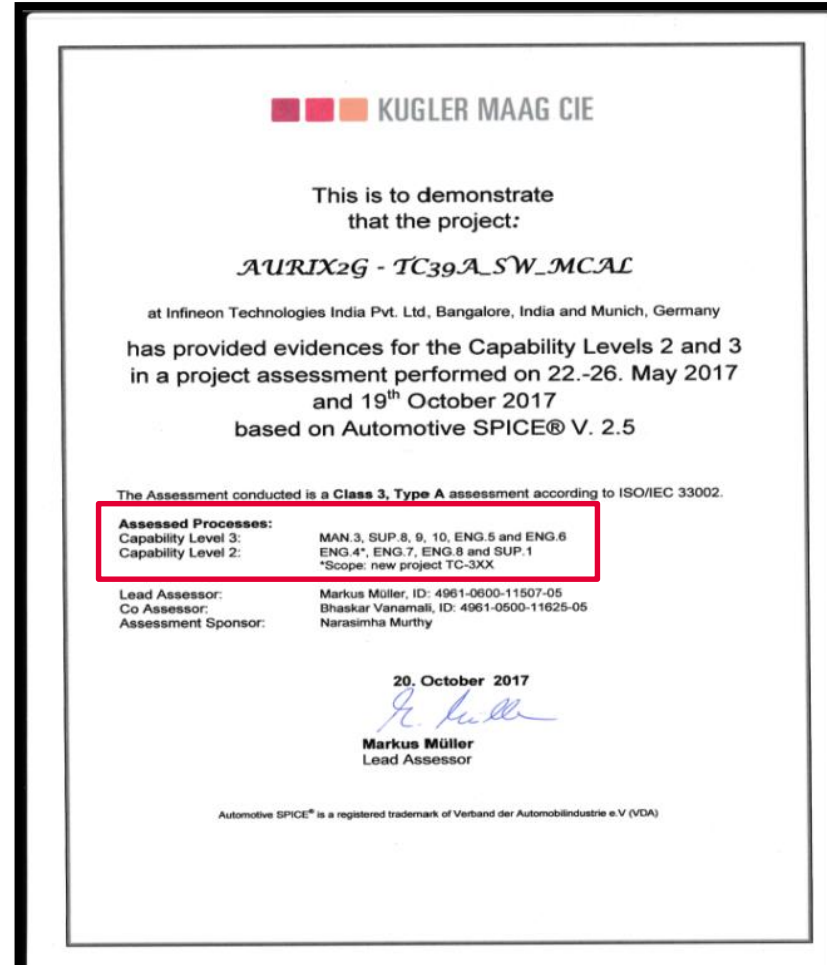 KUGLER MAAG CIE
This is to demonstrate
that the project:
AURIX2G - TC39A_SW_MCAL
at Infineon Technologies India Pvt. Ltd, Bangalore, India and Munich, Germany
has provided evidences for the Capability Levels 2 and 3
in a project assessment performed on 22.-26. May 2017
and 19th October 2017
based on Automotive SPICE® V. 2.5
The Assessment conducted is a Class 3, Type A assessment according to ISO/IEC 33002.
Assessed Processes:
Capability Level 3: MAN.3, SUP.8, 9, 10, ENG.5 and ENG.6
Capability Level 2: ENG.4*, ENG.7, ENG.8 and SUP.1
*Scope: new project TC-3XX
Lead Assessor: Markus Müller, ID: 4961-0600-11507-05
Co Assessor: Bhaskar Vanamali, ID: 4961-0500-11625-05
Assessment Sponsor: Narasimha Murthy
20. October 2017
Markus Müller
Lead Assessor
Automotive SPICE® is a registered trademark of Verband der Automobilindustrie e.V (VDA)